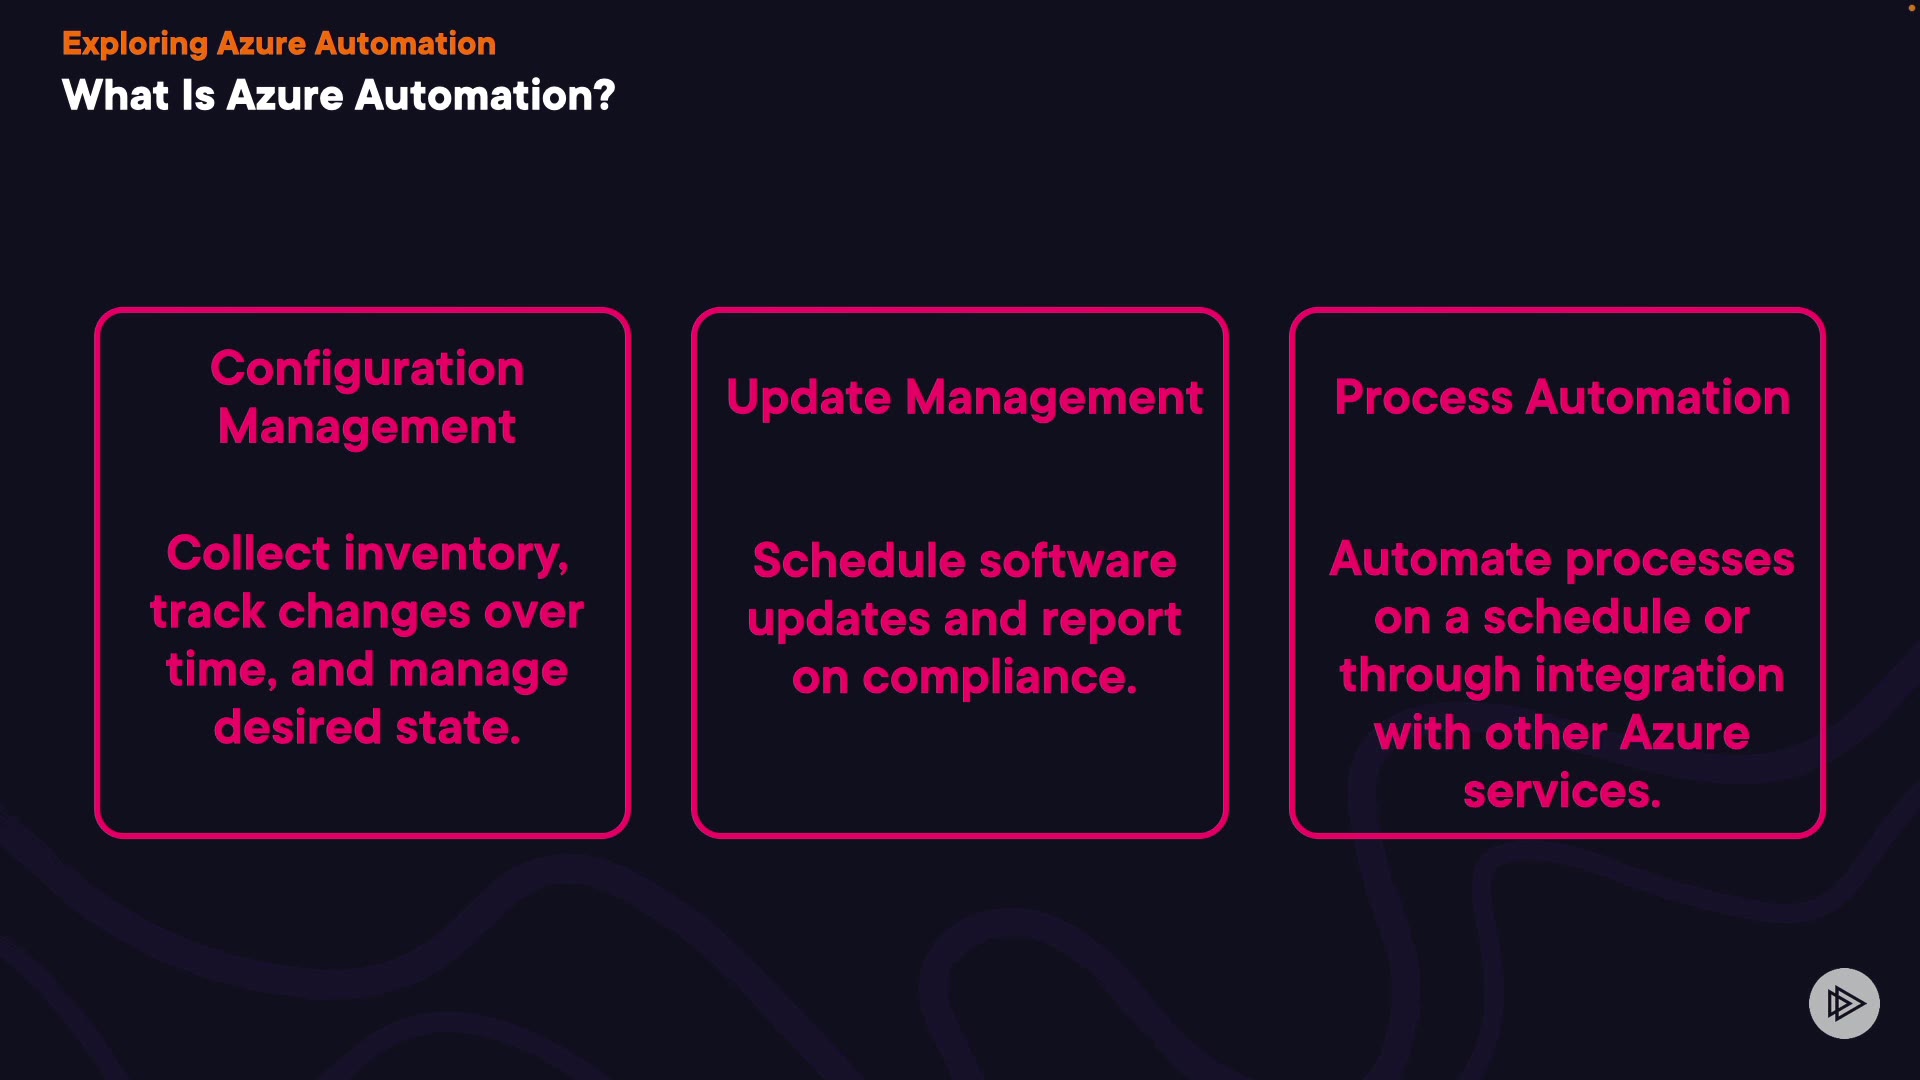 Exploring Azure Automation
What Is Azure Automation?
Configuration
Management
Collect inventory,
track changes over
time, and manage
desired state.
Update Management
Schedule software
updates and report
on compliance.
Process Automation
Automate processes
on a schedule or
through integration
with other Azure
services.